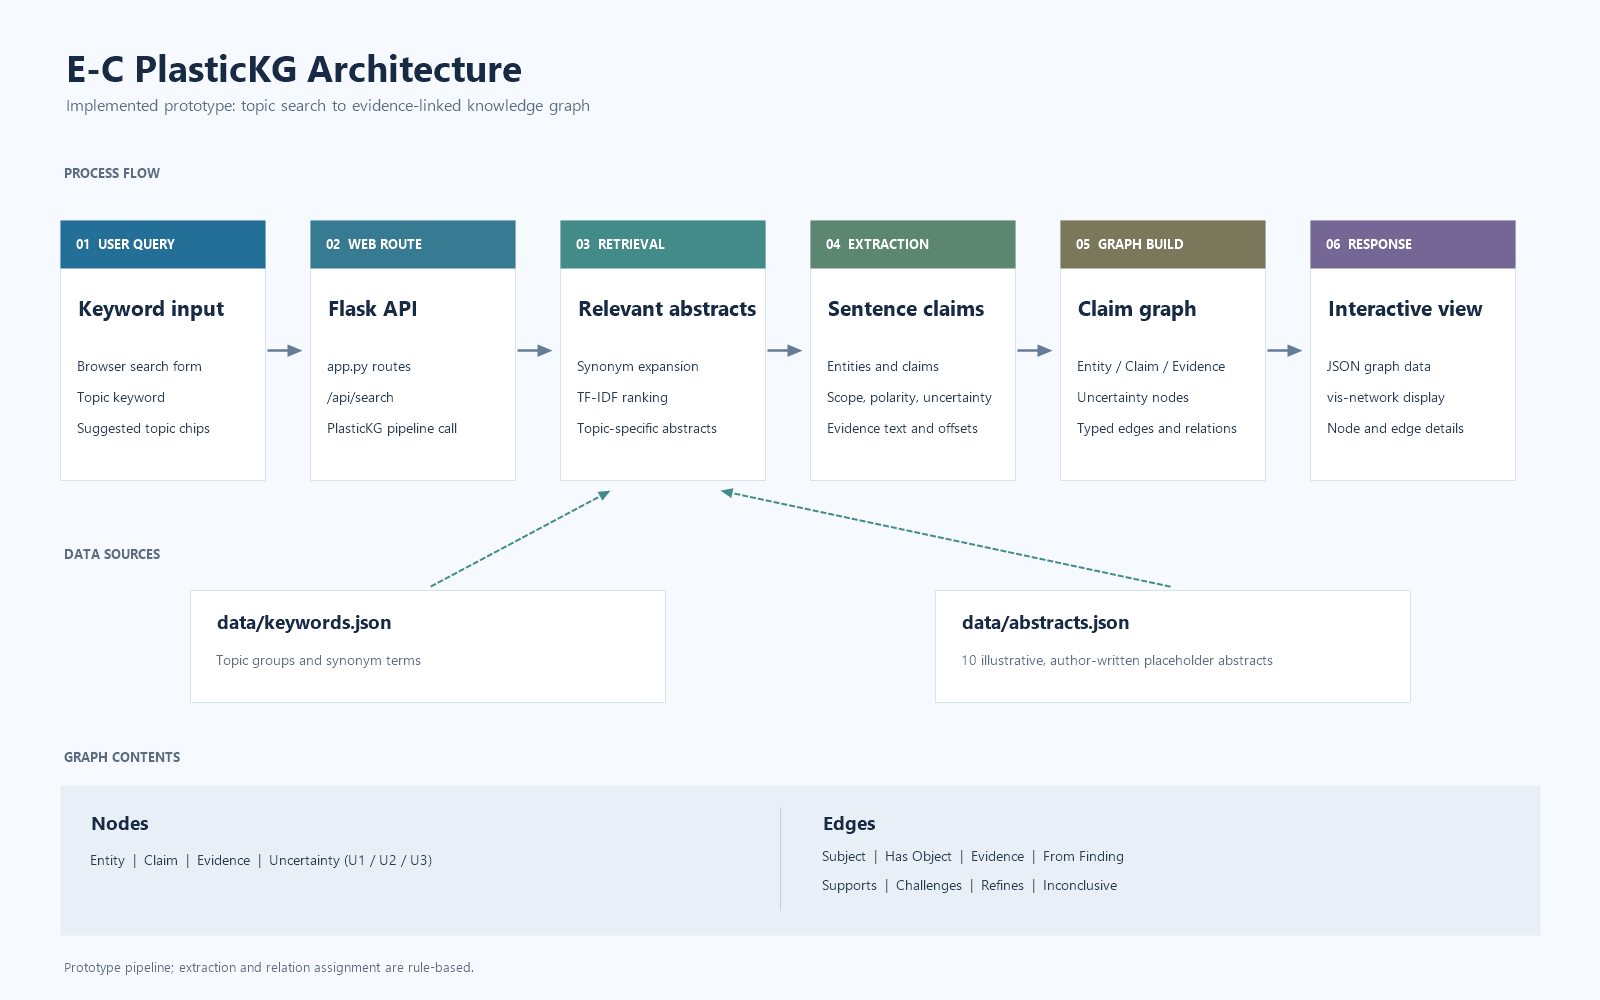 E-C PlasticKG Architecture
Implemented prototype: topic search to evidence-linked knowledge graph
PROCESS FLOW
01 USER QUERY
Keyword input
Browser search form
Topic keyword
Suggested topic chips
02 WEB ROUTE
Flask API
app.py routes
/api/search
PlasticKG pipeline call
03 RETRIEVAL
Relevant abstracts
Synonym expansion
TF-IDF ranking
Topic-specific abstracts
04 EXTRACTION
Sentence claims
Entities and claims
Scope, polarity, uncertainty
Evidence text and offsets
05 GRAPH BUILD
Claim graph
Entity / Claim / Evidence
Uncertainty nodes
Typed edges and relations
06 RESPONSE
Interactive view
JSON graph data
vis-network display
Node and edge details
DATA SOURCES
data/keywords.json
Topic groups and synonym terms
data/abstracts.json
10 illustrative, author-written placeholder abstracts
GRAPH CONTENTS
Nodes
Entity | Claim | Evidence | Uncertainty (U1 / U2 / U3)
Edges
Subject | Has Object | Evidence | From Finding
Supports | Challenges | Refines | Inconclusive
Prototype pipeline; extraction and relation assignment are rule-based.